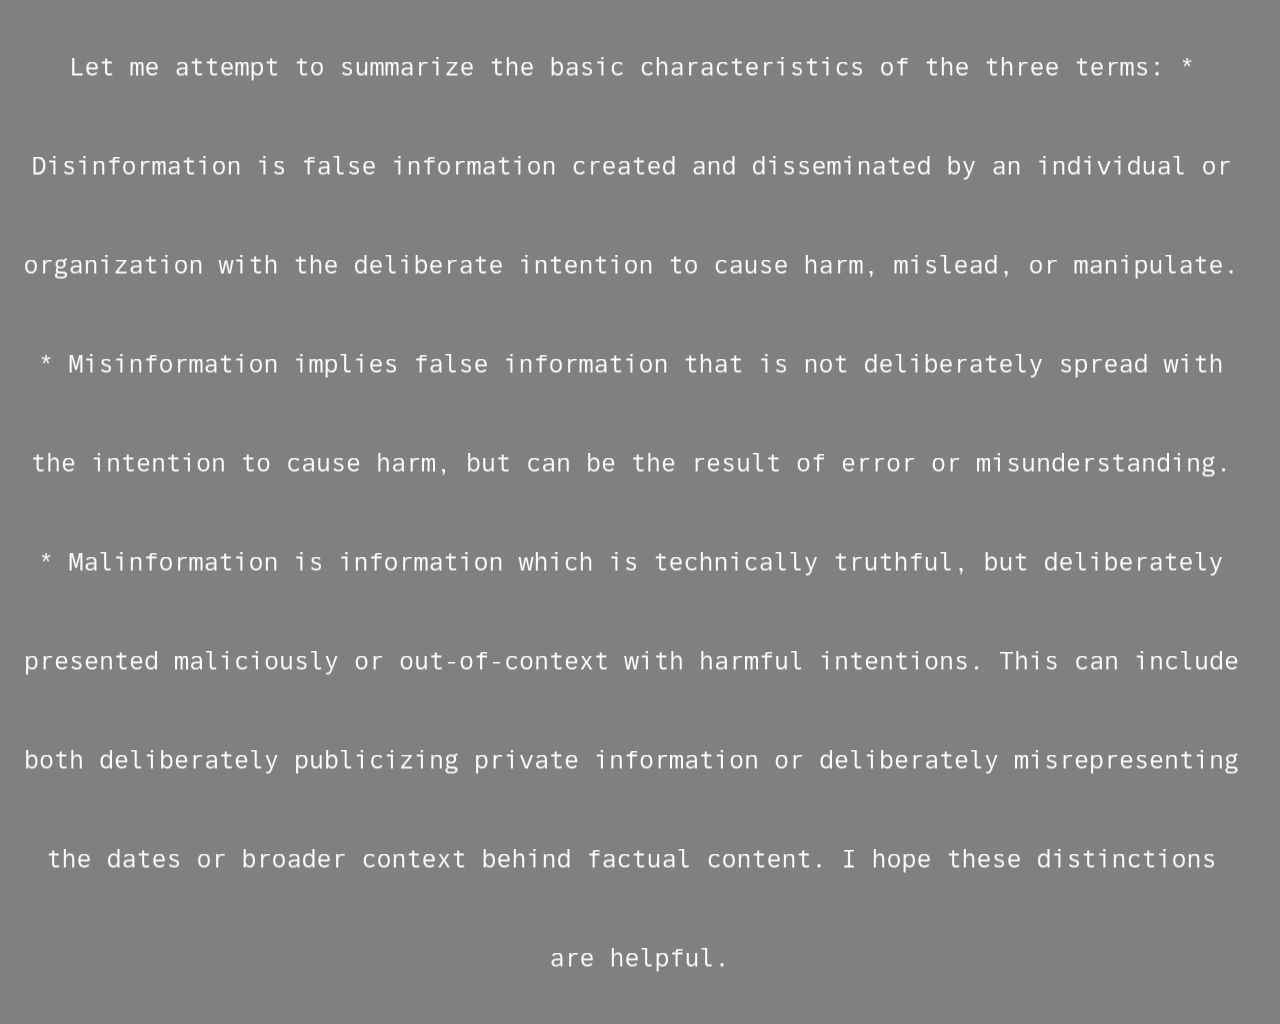 Let me attempt to summarize the basic characteristics of the three terms: *
Disinformation is false information created and disseminated by an individual or
organization with the deliberate intention to cause harm, mislead, or manipulate.
* Misinformation implies false information that is not deliberately spread with
the intention to cause harm, but can be the result of error or misunderstanding.
* Malinformation is information which is technically truthful, but deliberately
presented maliciously or out-of-context with harmful intentions. This can include
both deliberately publicizing private information or deliberately misrepresenting
the dates or broader context behind factual content. I hope these distinctions
are helpful.